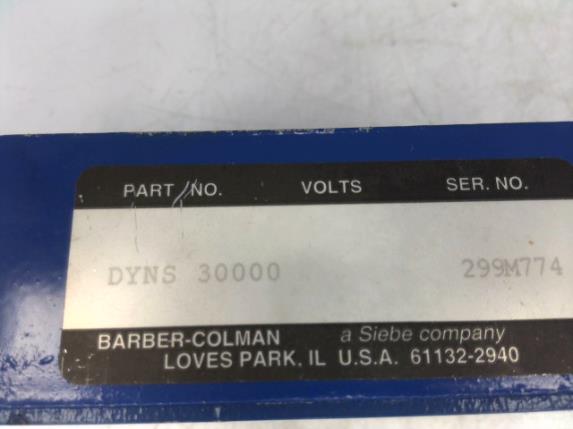 PART NO. VOLTS SER. NO.
DYNS 30000 299M774
BARBER-COLMAN a Siebe company
LOVES PARK, IL U.S.A. 61132-2940